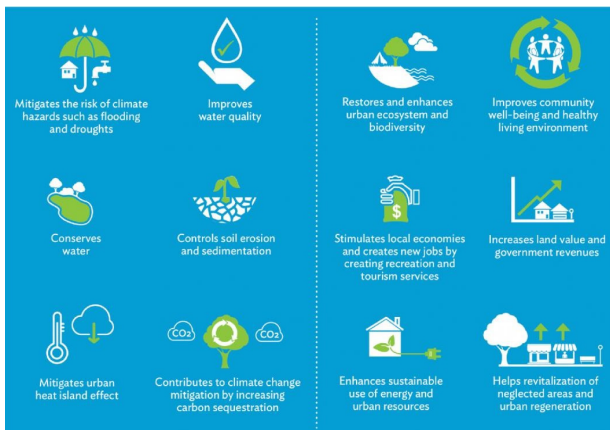 Mitigates the risk of climate
hazards such as flooding
and droughts
Improves
water quality
Restores and enhances
urban ecosystem and
biodiversity
Improves community
well-being and healthy
living environment
Conserves
water
Controls soil erosion
and sedimentation
$
Stimulates local economies
and creates new jobs by
creating recreation and
tourism services
Increases land value and
government revenues
Mitigates urban
heat island effect
CO2
CO2
Contributes to climate change
mitigation by increasing
carbon sequestration
Enhances sustainable
use of energy and
urban resources
Helps revitalization of
neglected areas and
urban regeneration